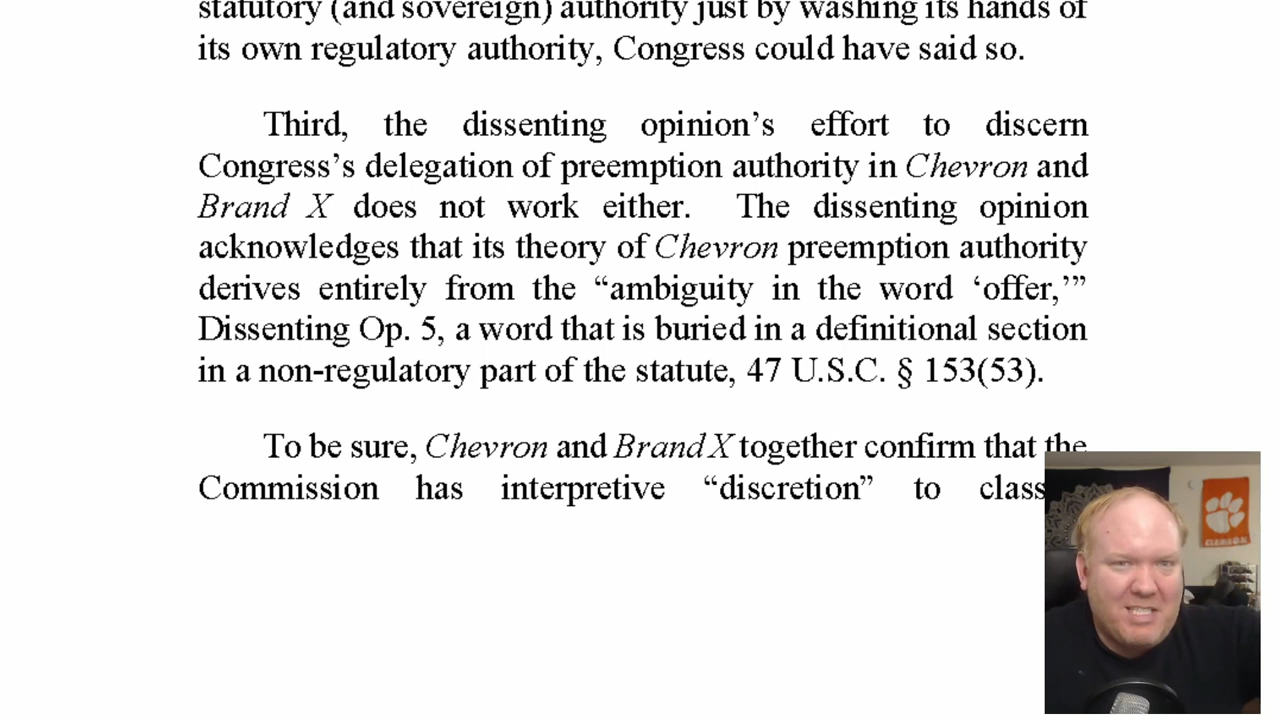 statutory (and sovereign) authority just by washing its hands of
its own regulatory authority, Congress could have said so.
Third, the dissenting opinion’s effort to discern
Congress’s delegation of preemption authority in Chevron and
Brand X does not work either. The dissenting opinion
acknowledges that its theory of Chevron preemption authority
derives entirely from the “ambiguity in the word ‘offer,’”
Dissenting Op. 5, a word that is buried in a definitional section
in a non-regulatory part of the statute, 47 U.S.C. § 153(53).
To be sure, Chevron and Brand X together confirm that the
Commission has interpretive “discretion” to class
CLEMSON